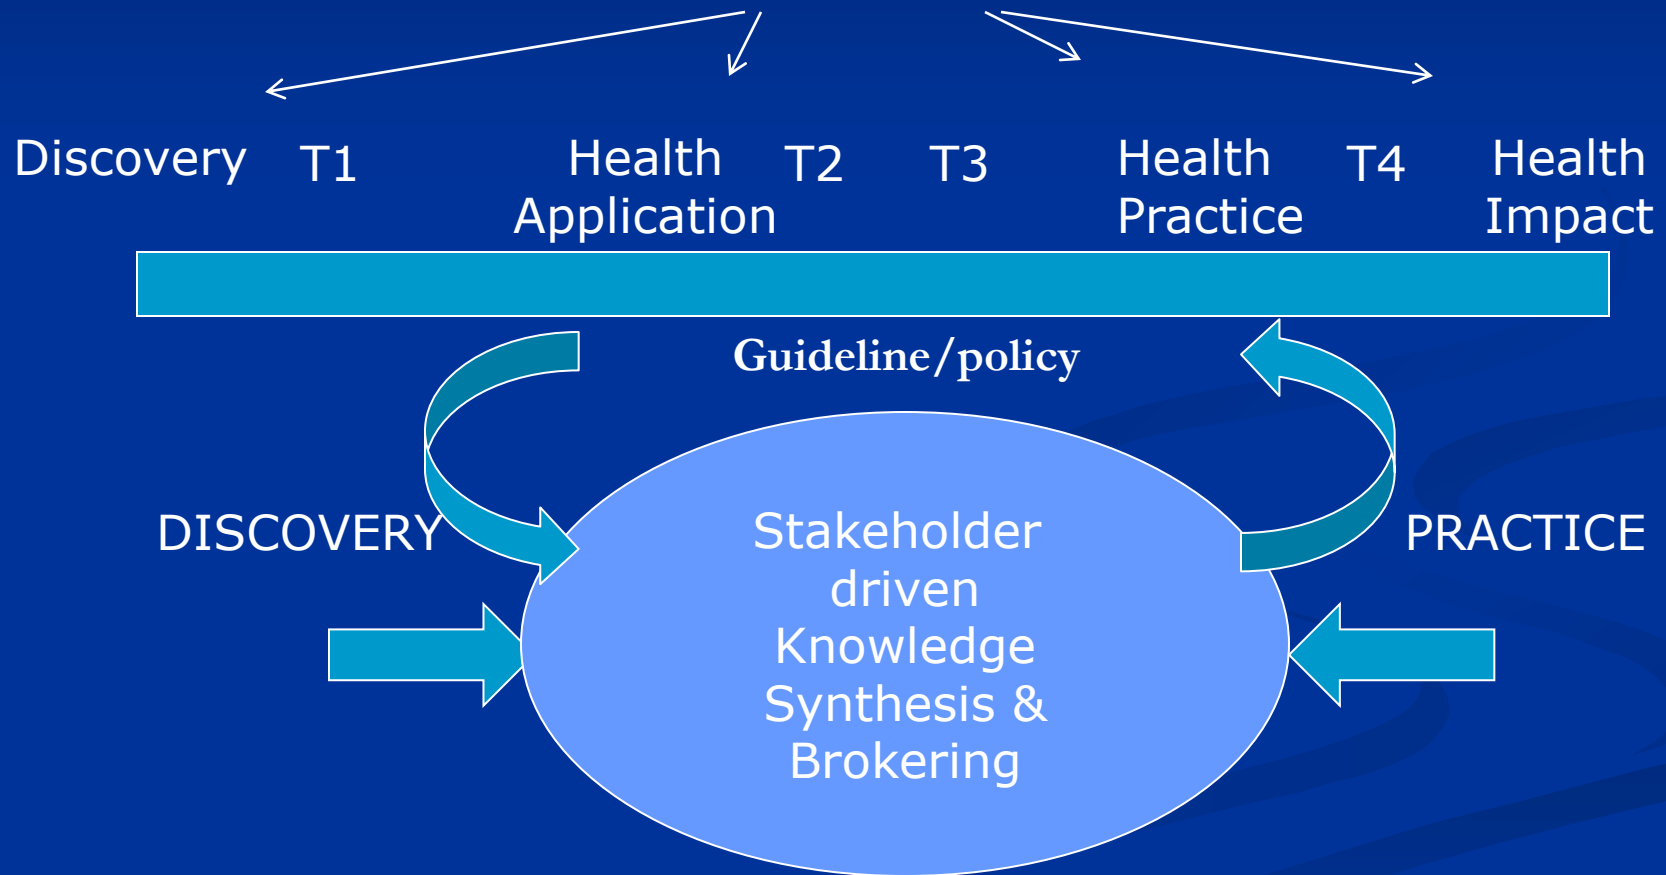 Discovery T1 Health Application T2 T3 Health Practice T4 Health Impact
Guideline/policy
DISCOVERY
Stakeholder
driven
Knowledge
Synthesis &
Brokering
PRACTICE